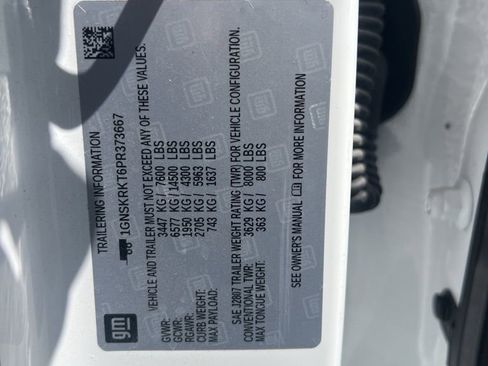 gm
TRAILERING INFORMATION
1GNSKRKT6PR373667
VEHICLE AND TRAILER MUST NOT EXCEED ANY OF THESE VALUES.
GVWR: 3447 KG / 7600 LBS
GCWR: 6577 KG / 14500 LBS
RGAWR: 1950 KG / 4300 LBS
CURB WEIGHT: 2705 KG / 5963 LBS
MAX PAYLOAD: 743 KG / 1637 LBS
SAE J2807 TRAILER WEIGHT RATING (TWR) FOR VEHICLE CONFIGURATION.
CONVENTIONAL TWR: 3629 KG / 8000 LBS
MAX TONGUE WEIGHT: 363 KG / 800 LBS
SEE OWNER'S MANUAL FOR MORE INFORMATION